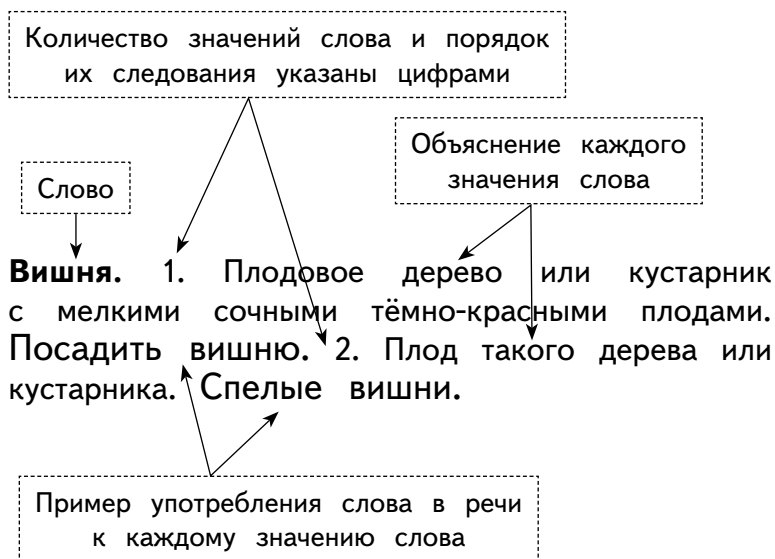 Количество значений слова и порядок
их следования указаны цифрами
Объяснение каждого
значения слова
Слово
Вишня. 1. Плодовое дерево или кустарник
с мелкими сочными тёмно-красными плодами.
Посадить вишню. 2. Плод такого дерева или
кустарника. Спелые вишни.
Пример употребления слова в речи
к каждому значению слова